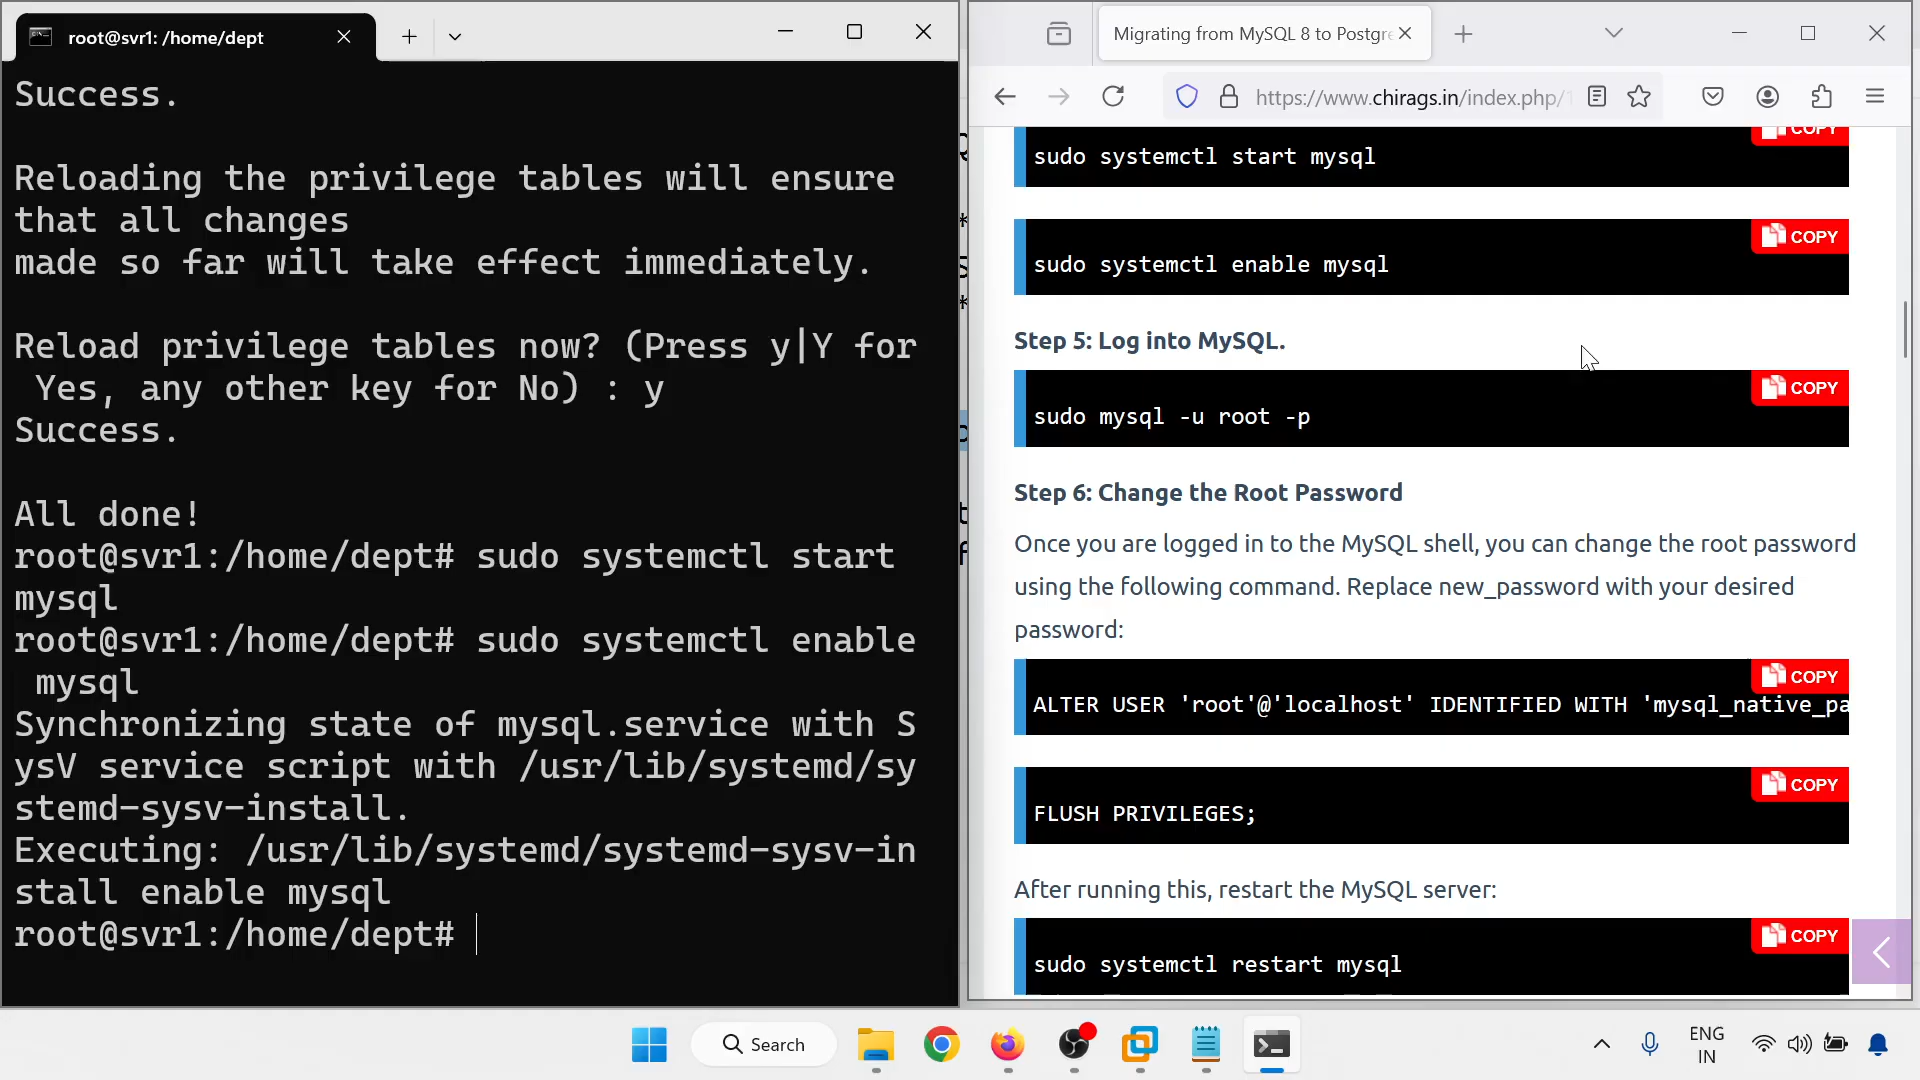 root@svr1: /home/dept
Success.
Reloading the privilege tables will ensure
that all changes
made so far will take effect immediately.
Reload privilege tables now? (Press y|Y for
Yes, any other key for No) : y
Success.
All done!
root@svr1:/home/dept# sudo systemctl start
mysql
root@svr1:/home/dept# sudo systemctl enable
mysql
Synchronizing state of mysql.service with S
ysV service script with /usr/lib/systemd/sy
stemd-sysv-install.
Executing: /usr/lib/systemd/systemd-sysv-in
stall enable mysql
root@svr1:/home/dept#
Migrating from MySQL 8 to Postgre
https://www.chirags.in/index.php/
COPY
sudo systemctl start mysql
COPY
sudo systemctl enable mysql
Step 5: Log into MySQL.
COPY
sudo mysql -u root -p
Step 6: Change the Root Password
Once you are logged in to the MySQL shell, you can change the root password
using the following command. Replace new_password with your desired
password:
COPY
ALTER USER 'root'@'localhost' IDENTIFIED WITH 'mysql_native_pa
COPY
FLUSH PRIVILEGES;
After running this, restart the MySQL server:
COPY
sudo systemctl restart mysql
Search
ENG
IN